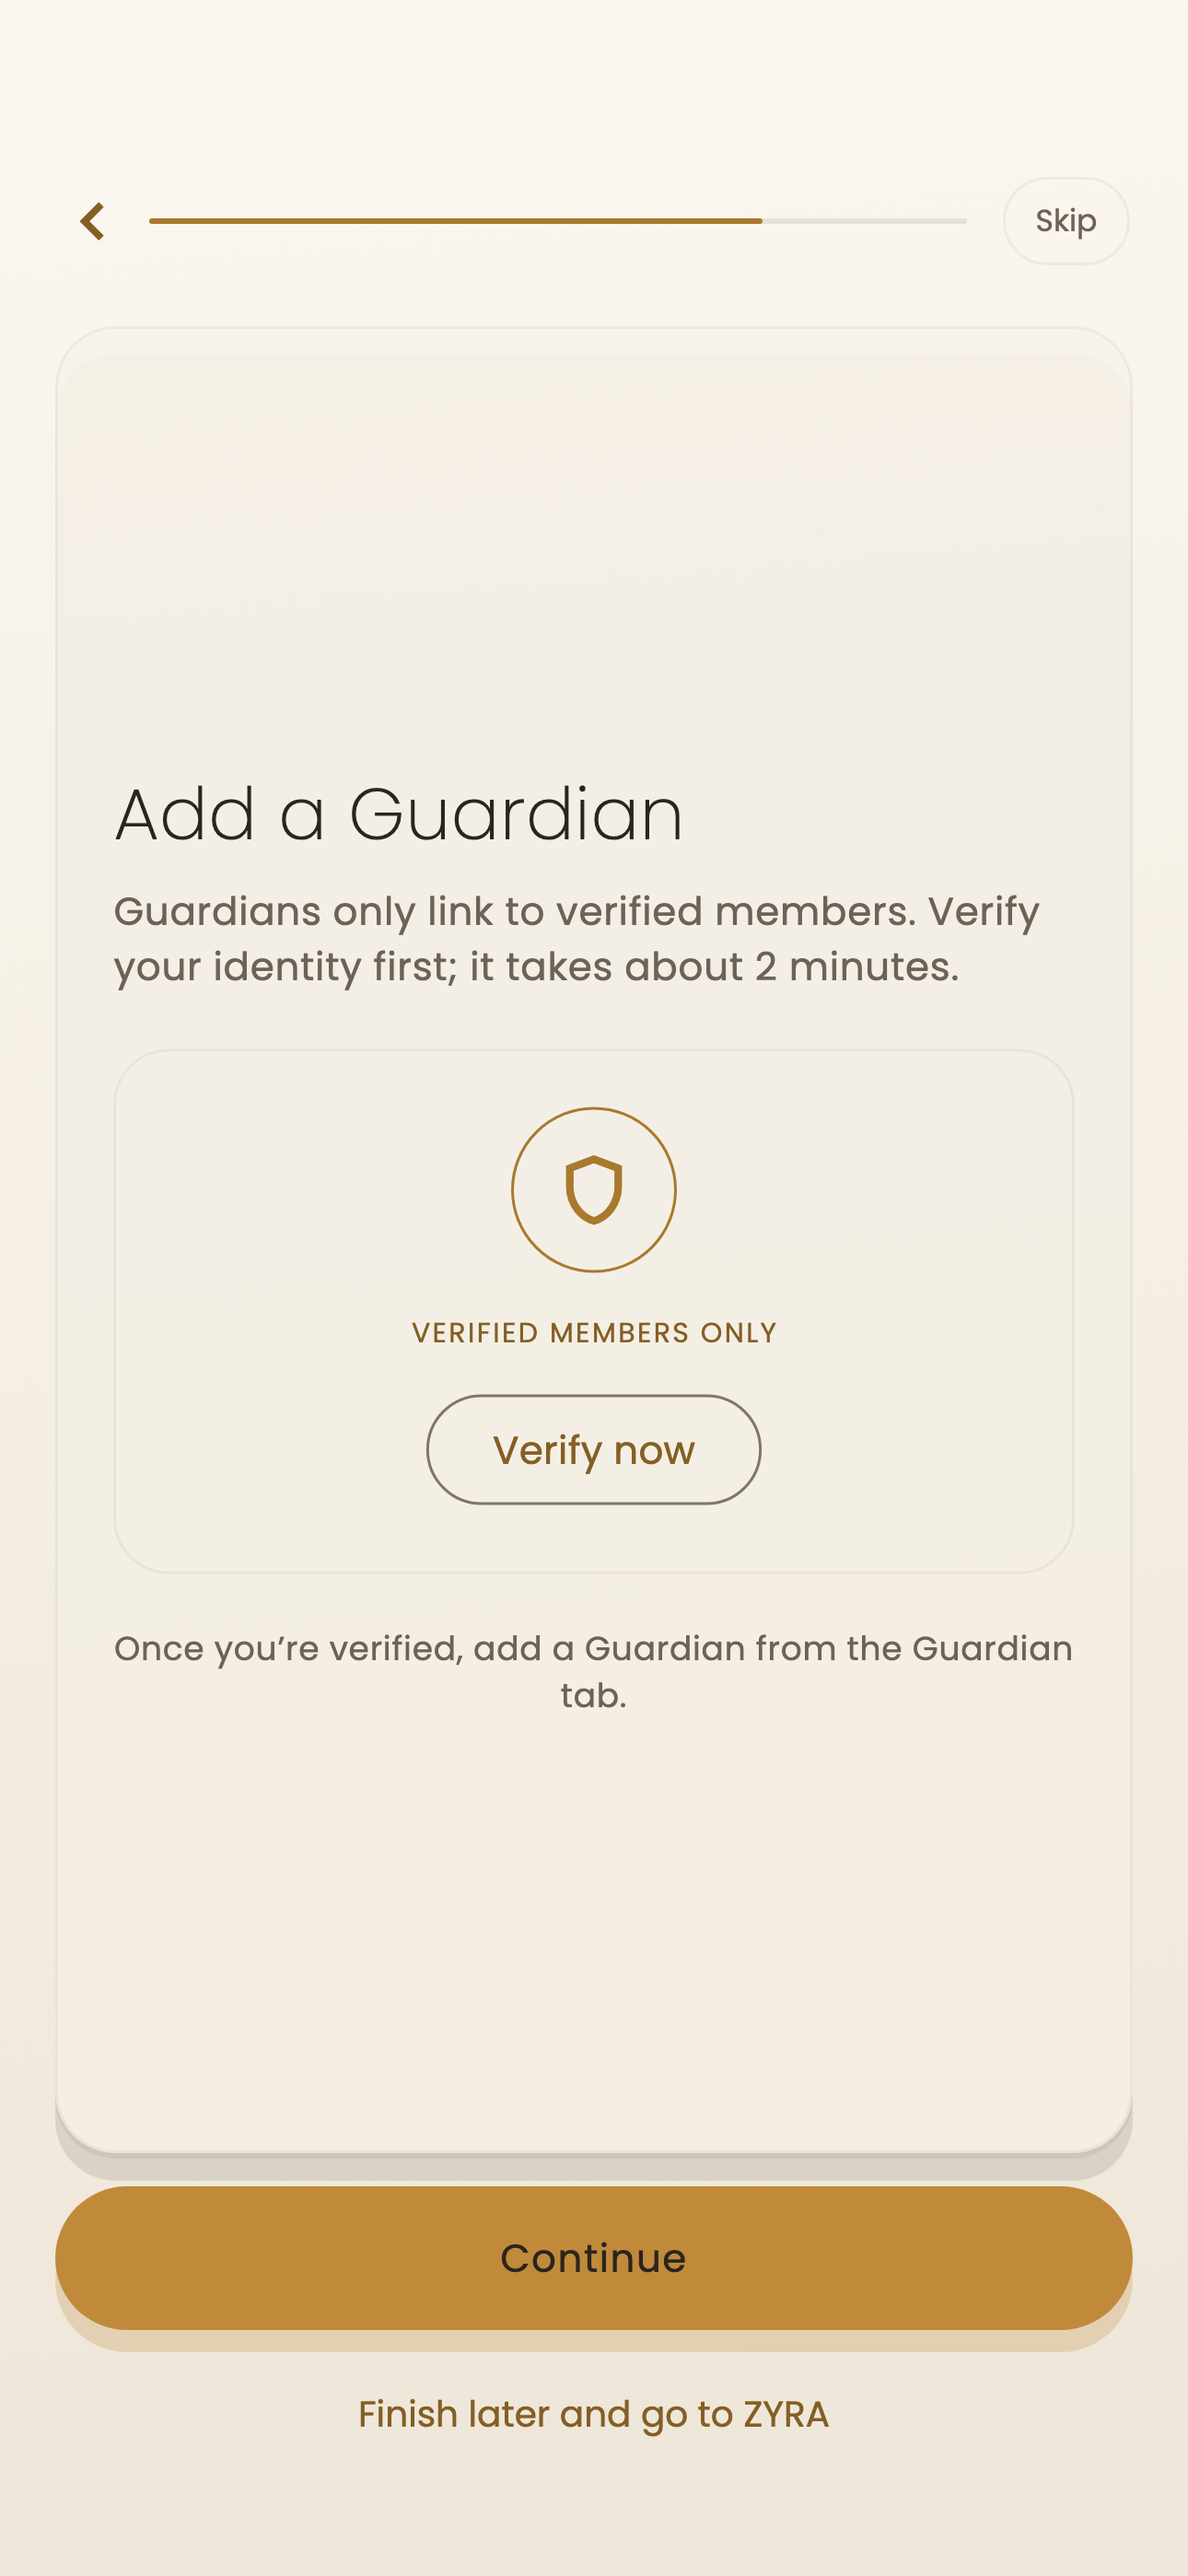 Skip
Add a Guardian
Guardians only link to verified members. Verify
your identity first; it takes about 2 minutes.
VERIFIED MEMBERS ONLY
Verify now
Once you’re verified, add a Guardian from the Guardian
tab.
Continue
Finish later and go to ZYRA